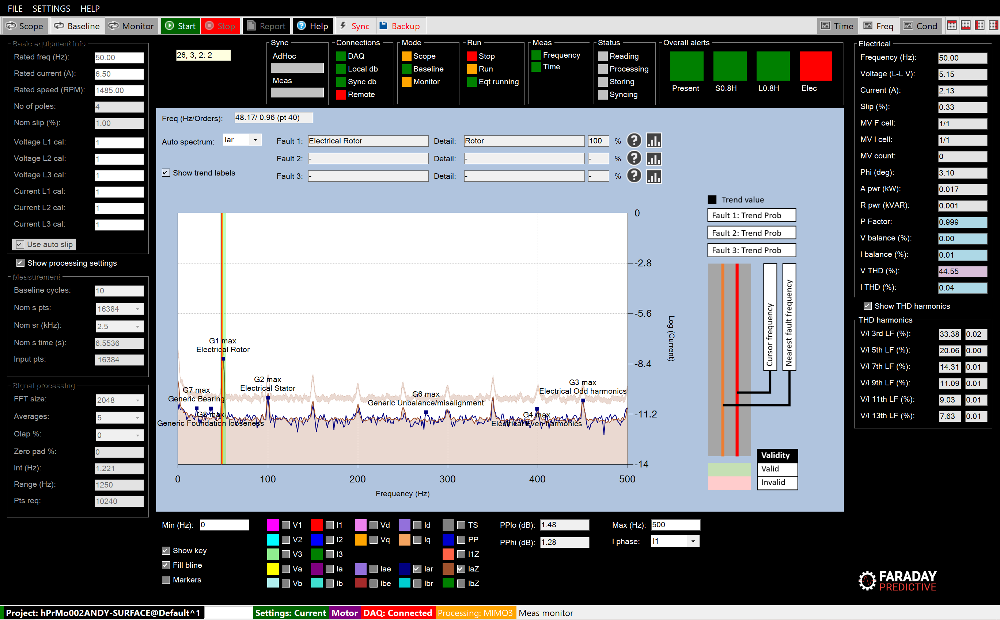 FILE SETTINGS HELP
Scope Baseline Monitor Start Stop Report Help Sync Backup Time Freq Cond
Basic equipment info
Rated freq (Hz): 50.00
Rated current (A): 6.50
Rated speed (RPM): 1485.00
No of poles: 4
Nom slip (%): 1.00
Voltage L1 cal: 1
Voltage L2 cal: 1
Voltage L3 cal: 1
Current L1 cal: 1
Current L2 cal: 1
Current L3 cal: 1
Use auto slip
Show processing settings
Measurement
Baseline cycles: 10
Nom s pts: 16384
Nom sr (kHz): 2.5
Nom s time (s): 6.5536
Input pts: 16384
Signal processing
FFT size: 2048
Averages: 5
Olap %: 0
Zero pad %: 0
Int (Hz): 1.221
Range (Hz): 1250
Pts req: 10240
26, 3, 2: 2
Sync
AdHoc
Meas
Connections
DAQ
Local db
Sync db
Remote
Mode
Scope
Baseline
Monitor
Run
Stop
Run
Eqt running
Meas
Frequency
Time
Status
Reading
Processing
Storing
Syncing
Overall alerts
Present S0.8H L0.8H Elec
Freq (Hz/Orders): 48.17/ 0.96 (pt 40)
Auto spectrum: Iar
Show trend labels
Fault 1: Electrical Rotor Detail: Rotor 100 %
Fault 2: - Detail: - - %
Fault 3: - Detail: - - %
Trend value
Fault 1: Trend Prob
Fault 2: Trend Prob
Fault 3: Trend Prob
Cursor frequency
Nearest fault frequency
Validity
Valid
Invalid
G1 max
Electrical Rotor
G2 max
Electrical Stator
G3 max
Electrical Odd harmonics
G7 max
Generic Bearing
G6 max
Generic Unbalance/misalignment
G8 max
Generic Foundation looseness
G4 max
Electrical Even harmonics
0
-2.8
-5.6
-8.4
-11.2
-14
Log (Current)
0 100 200 300 400 500
Frequency (Hz)
Min (Hz): 0
Show key
Fill bline
Markers
V1 I1 Vd Id TS
V2 I2 Vq Iq PP
V3 I3 I1Z
Va Ia Iae Iar IaZ
Vb Ib Ibe Ibr IbZ
PPlo (dB): 1.48
PPhi (dB): 1.28
Max (Hz): 500
I phase: I1
Electrical
Frequency (Hz): 50.00
Voltage (L-L V): 5.15
Current (A): 2.13
Slip (%): 0.33
MV F cell: 1/1
MV I cell: 1/1
MV count: 0
Phi (deg): 3.10
A pwr (kW): 0.017
R pwr (kVAR): 0.001
P Factor: 0.999
V balance (%): 0.00
I balance (%): 0.01
V THD (%): 44.55
I THD (%): 0.04
Show THD harmonics
THD harmonics
V/I 3rd LF (%): 33.38 0.02
V/I 5th LF (%): 20.06 0.00
V/I 7th LF (%): 14.31 0.01
V/I 9th LF (%): 11.09 0.01
V/I 11th LF (%): 9.03 0.01
V/I 13th LF (%): 7.63 0.01
FARADAY
PREDICTIVE
Project: hPrMo002ANDY-SURFACE@Default^1 Settings: Current Motor DAQ: Connected Processing: MIMO3 Meas monitor